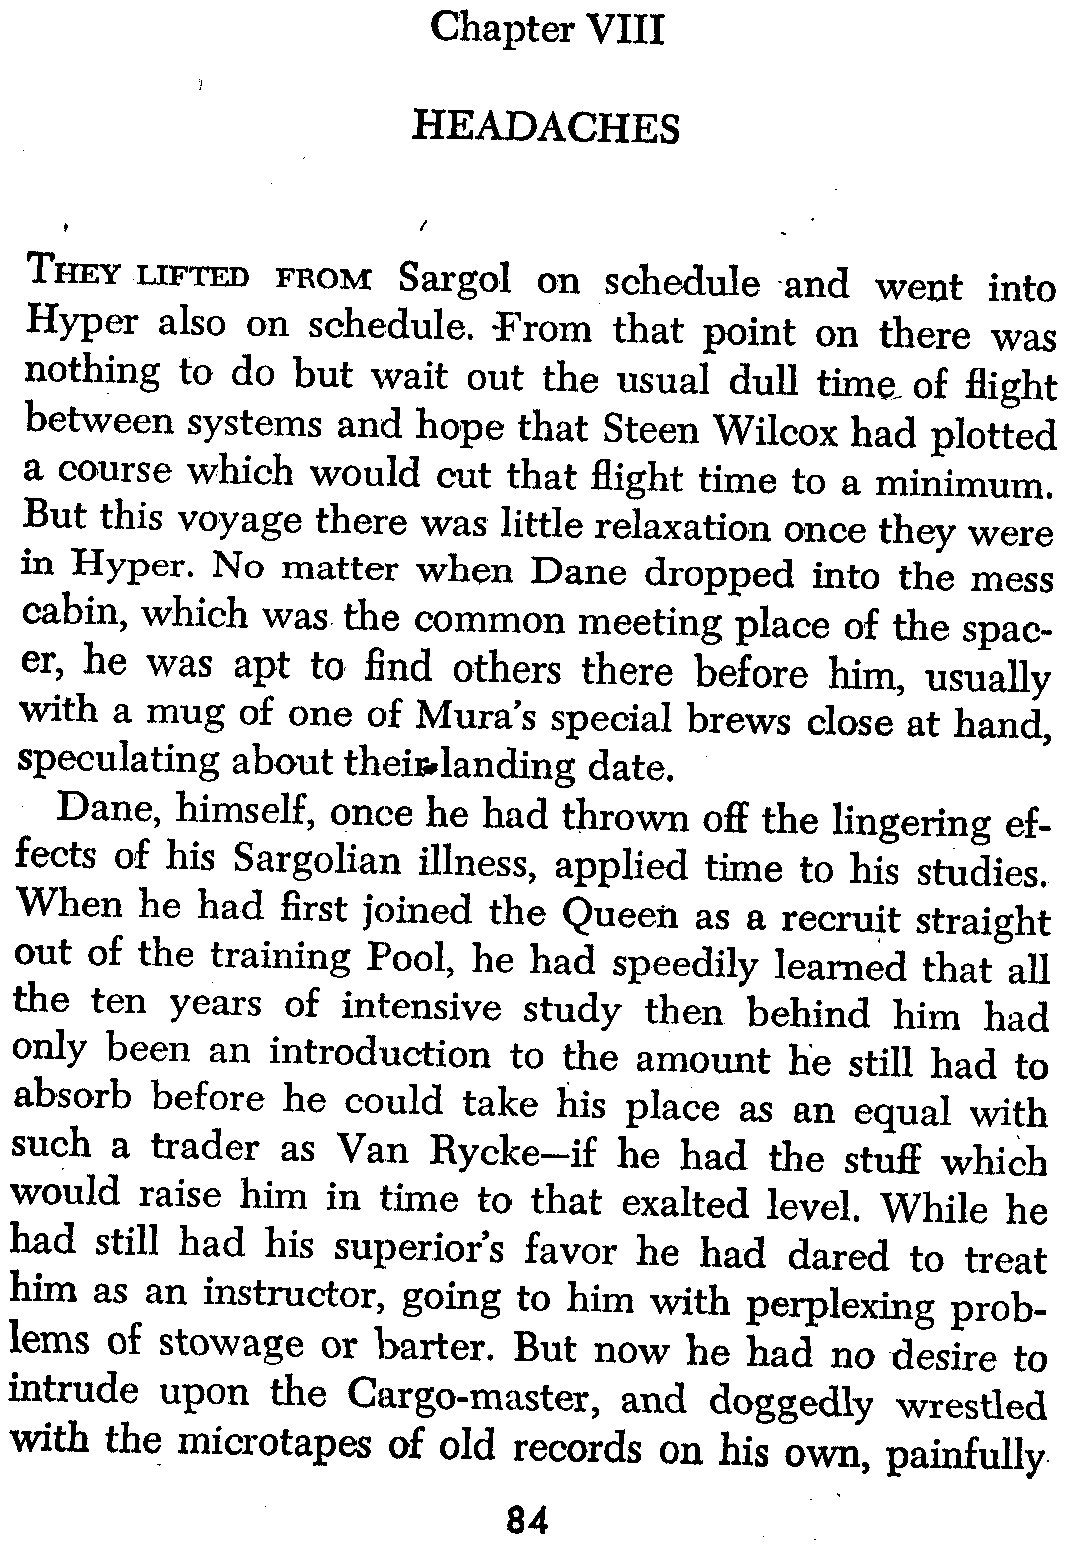 Chapter VIII
HEADACHES
THEY LIFTED FROM Sargol on schedule and went into
Hyper also on schedule. From that point on there was
nothing to do but wait out the usual dull time of flight
between systems and hope that Steen Wilcox had plotted
a course which would cut that flight time to a minimum.
But this voyage there was little relaxation once they were
in Hyper. No matter when Dane dropped into the mess
cabin, which was the common meeting place of the spac-
er, he was apt to find others there before him, usually
with a mug of one of Mura's special brews close at hand,
speculating about their landing date.
Dane, himself, once he had thrown off the lingering ef-
fects of his Sargolian illness, applied time to his studies.
When he had first joined the Queen as a recruit straight
out of the training Pool, he had speedily learned that all
the ten years of intensive study then behind him had
only been an introduction to the amount he still had to
absorb before he could take his place as an equal with
such a trader as Van Rycke—if he had the stuff which
would raise him in time to that exalted level. While he
had still had his superior's favor he had dared to treat
him as an instructor, going to him with perplexing prob-
lems of stowage or barter. But now he had no desire to
intrude upon the Cargo-master, and doggedly wrestled
with the microtapes of old records on his own, painfully
84